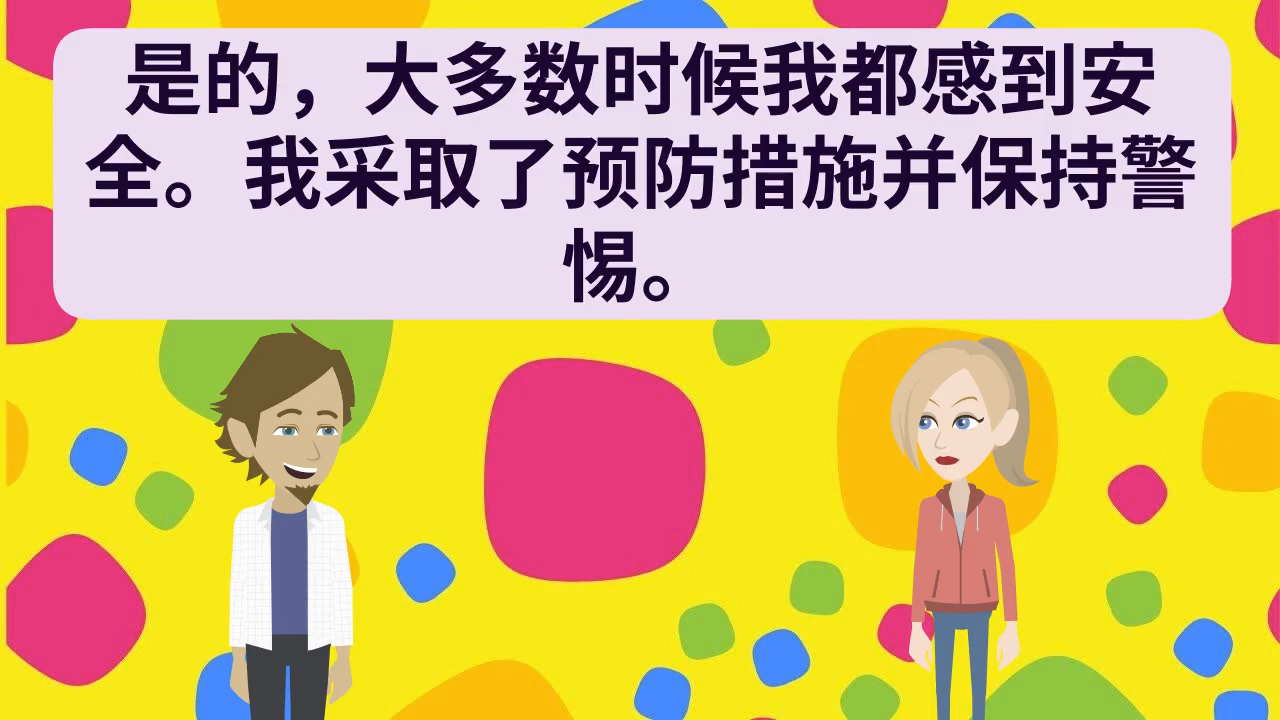 是的，大多数时候我都感到安
全。我采取了预防措施并保持警
惕。